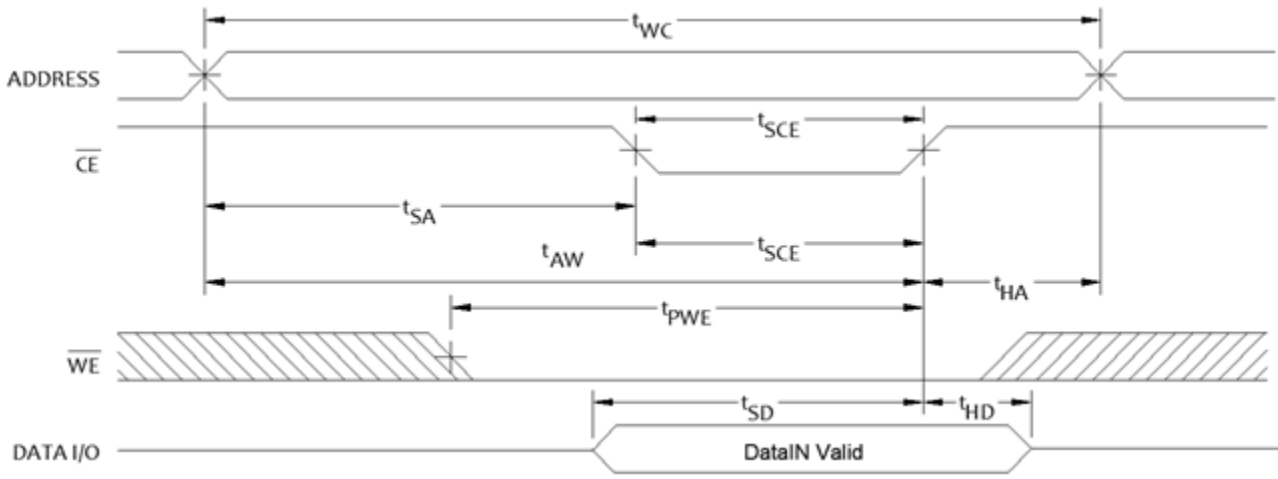 tWC
ADDRESS
tSCE
CE
tSA
tSCE
tAW
tHA
tPWE
WE
tSD
tHD
DATA I/O
DataIN Valid